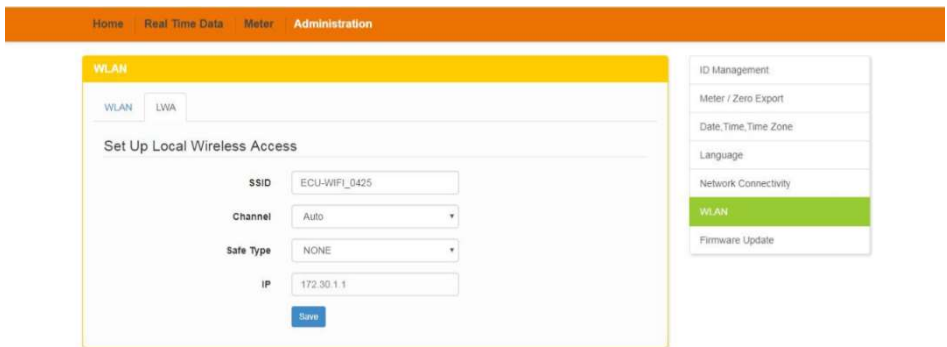 Home Real Time Data Meter Administration
WLAN
WLAN LWA
Set Up Local Wireless Access
SSID ECU-WIFI_0425
Channel Auto
Safe Type NONE
IP 172.30.1.1
Save
ID Management
Meter / Zero Export
Date,Time,Time Zone
Language
Network Connectivity
WLAN
Firmware Update